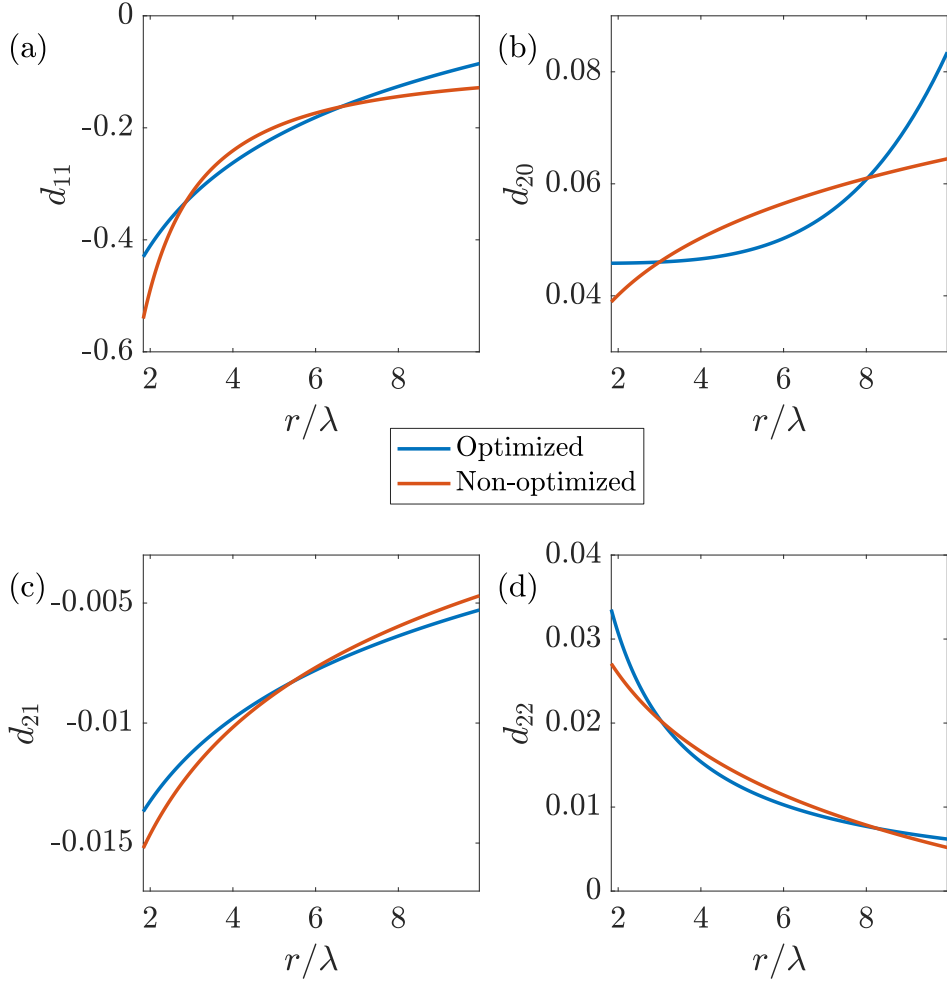 (a)
0
-0.2
-0.4
-0.6
d11
2 4 6 8
r/λ
(b)
0.08
0.06
0.04
d20
2 4 6 8
r/λ
Optimized
Non-optimized
(c)
-0.005
-0.01
-0.015
d21
2 4 6 8
r/λ
(d)
0.04
0.03
0.02
0.01
0
d22
2 4 6 8
r/λ